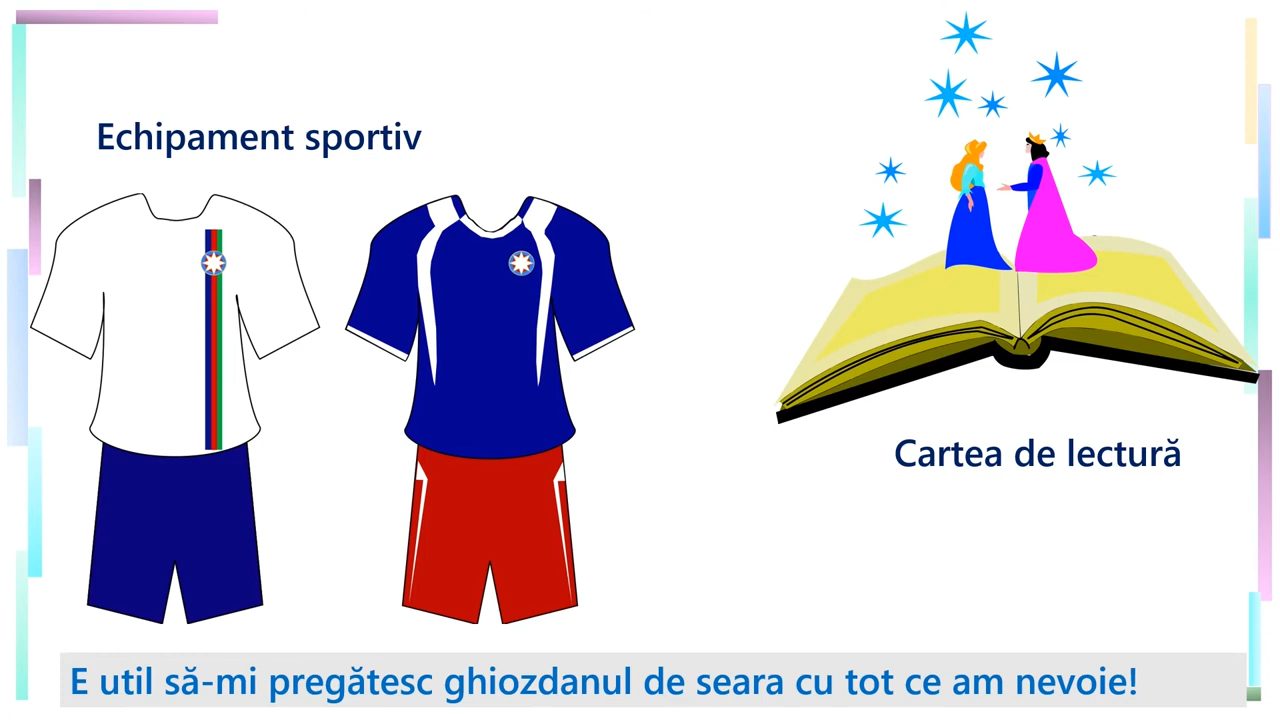 Echipament sportiv
Cartea de lectură
E util să-mi pregătesc ghiozdanul de seara cu tot ce am nevoie!